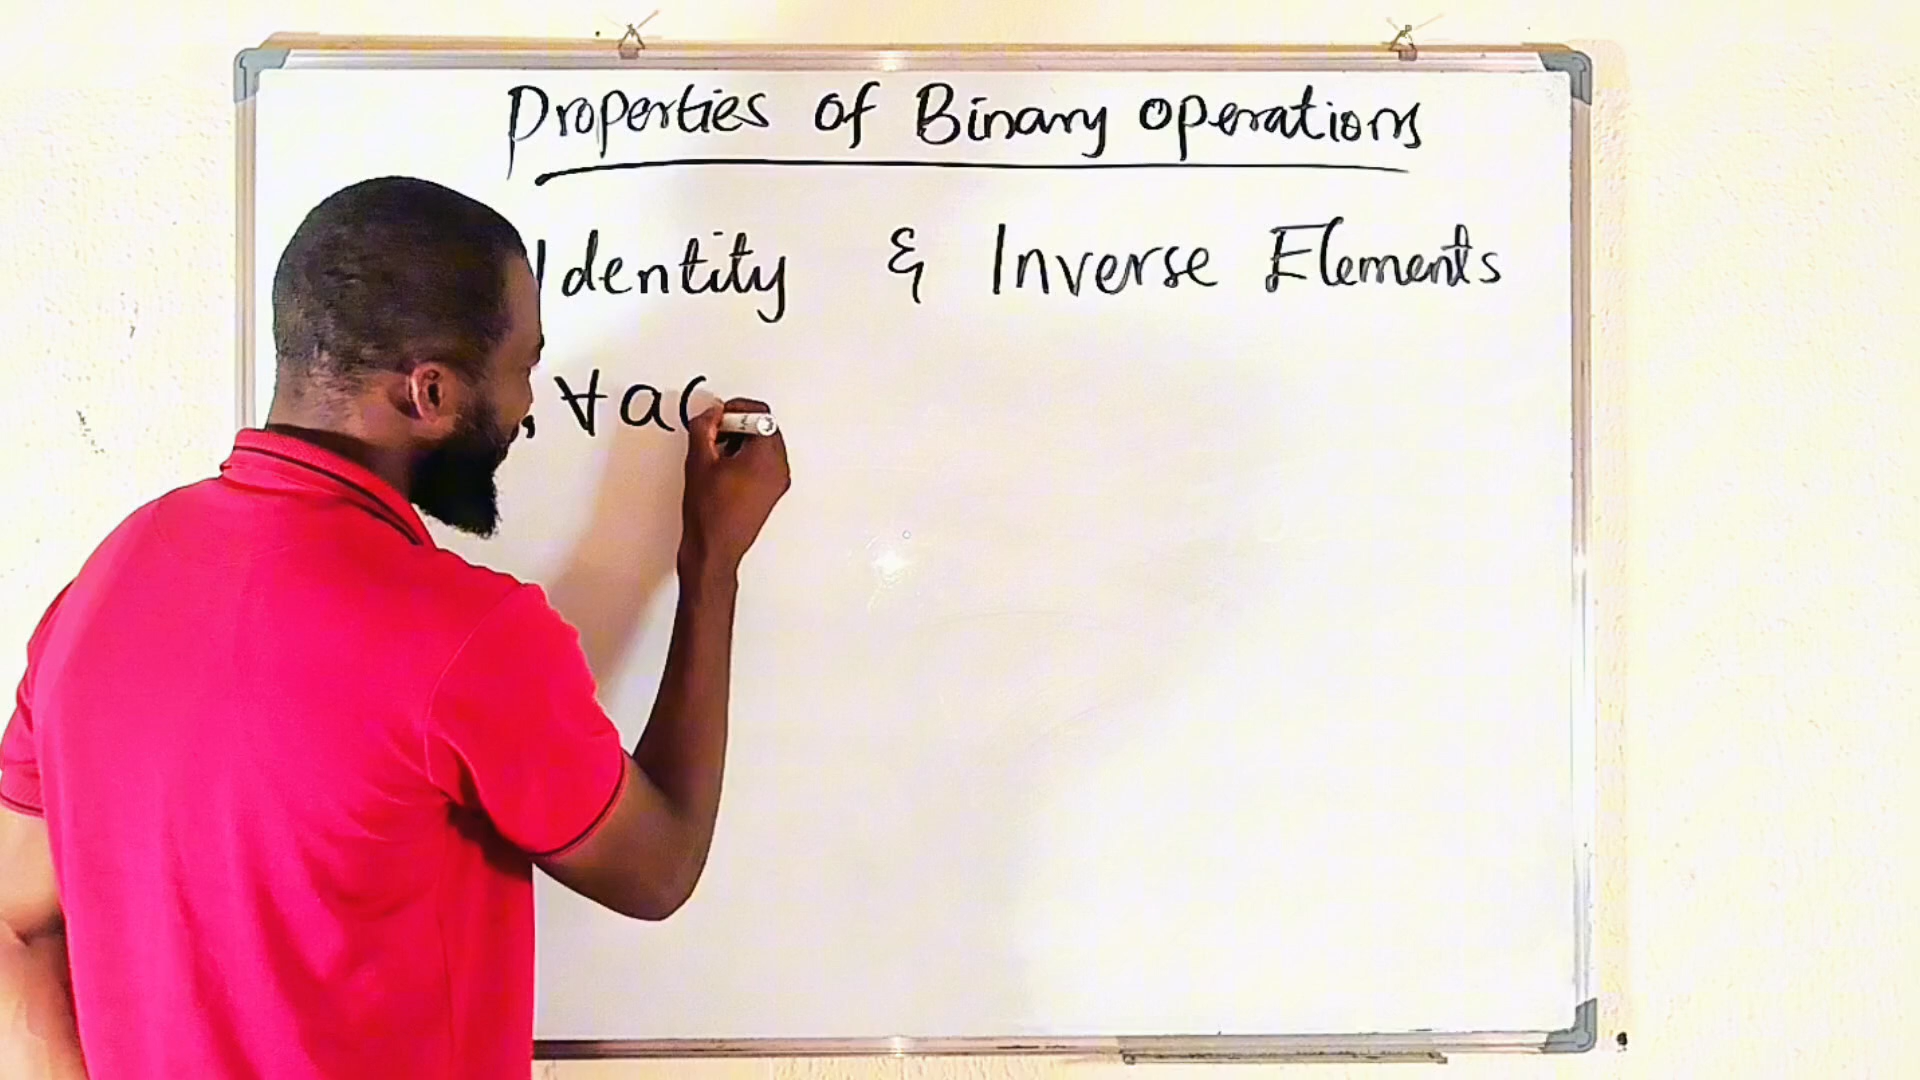 Properties of Binary operations
Identity & Inverse Elements
, ∀ a